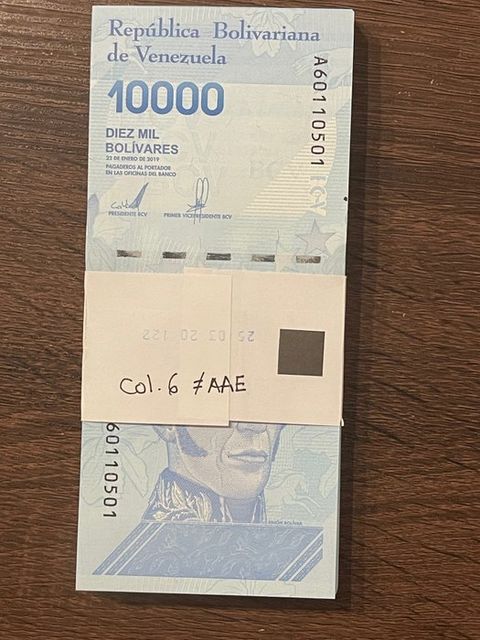 República Bolivariana
de Venezuela
10000
DIEZ MIL
BOLÍVARES
22 DE ENERO DE 2019
PAGADEROS AL PORTADOR
EN LAS OFICINAS DEL BANCO
PRESIDENTE BCV
PRIMER VICEPRESIDENTE BCV
A60110501
BCV
25 03 20 122
Col. 6 ≠ AAE
60110501
SIMÓN BOLÍVAR